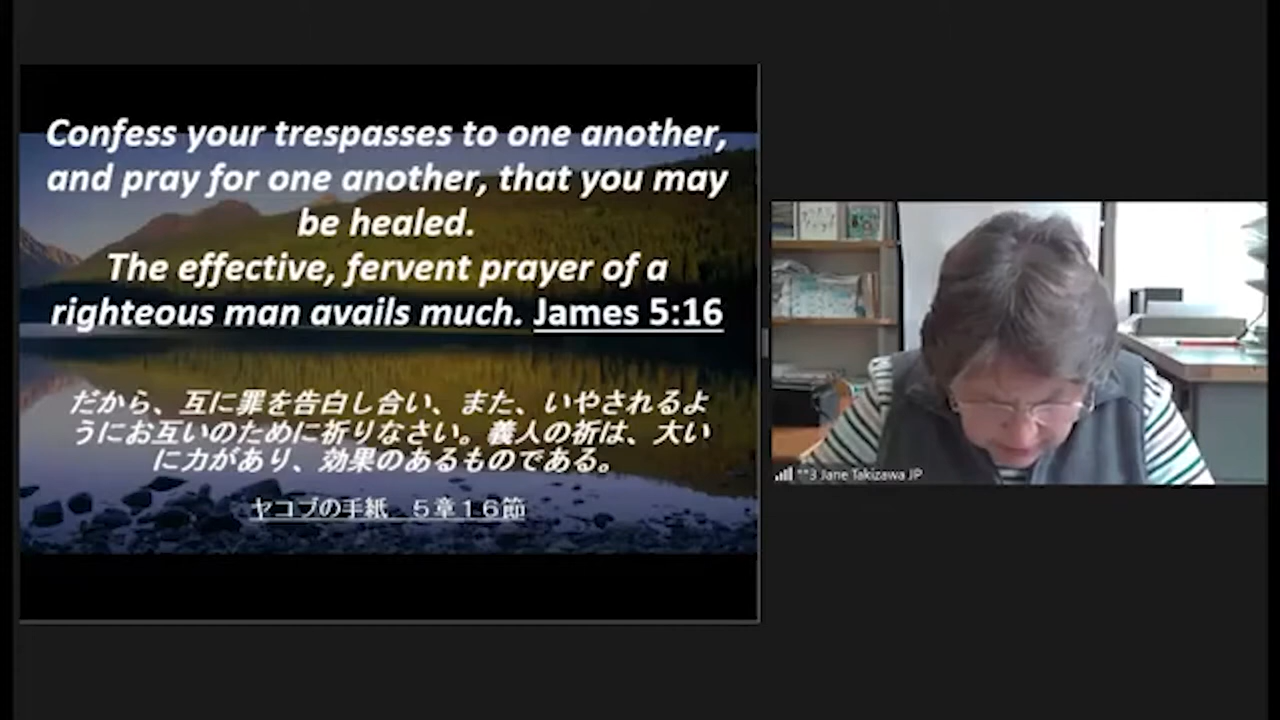 Confess your trespasses to one another,
and pray for one another, that you may
be healed.
The effective, fervent prayer of a
righteous man avails much. James 5:16
だから、互に罪を告白し合い、また、いやされるよ
うにお互いのために祈りなさい。義人の祈は、大い
に力があり、効果のあるものである。
ヤコブの手紙　５章１６節
**3 Jane Takizawa JP